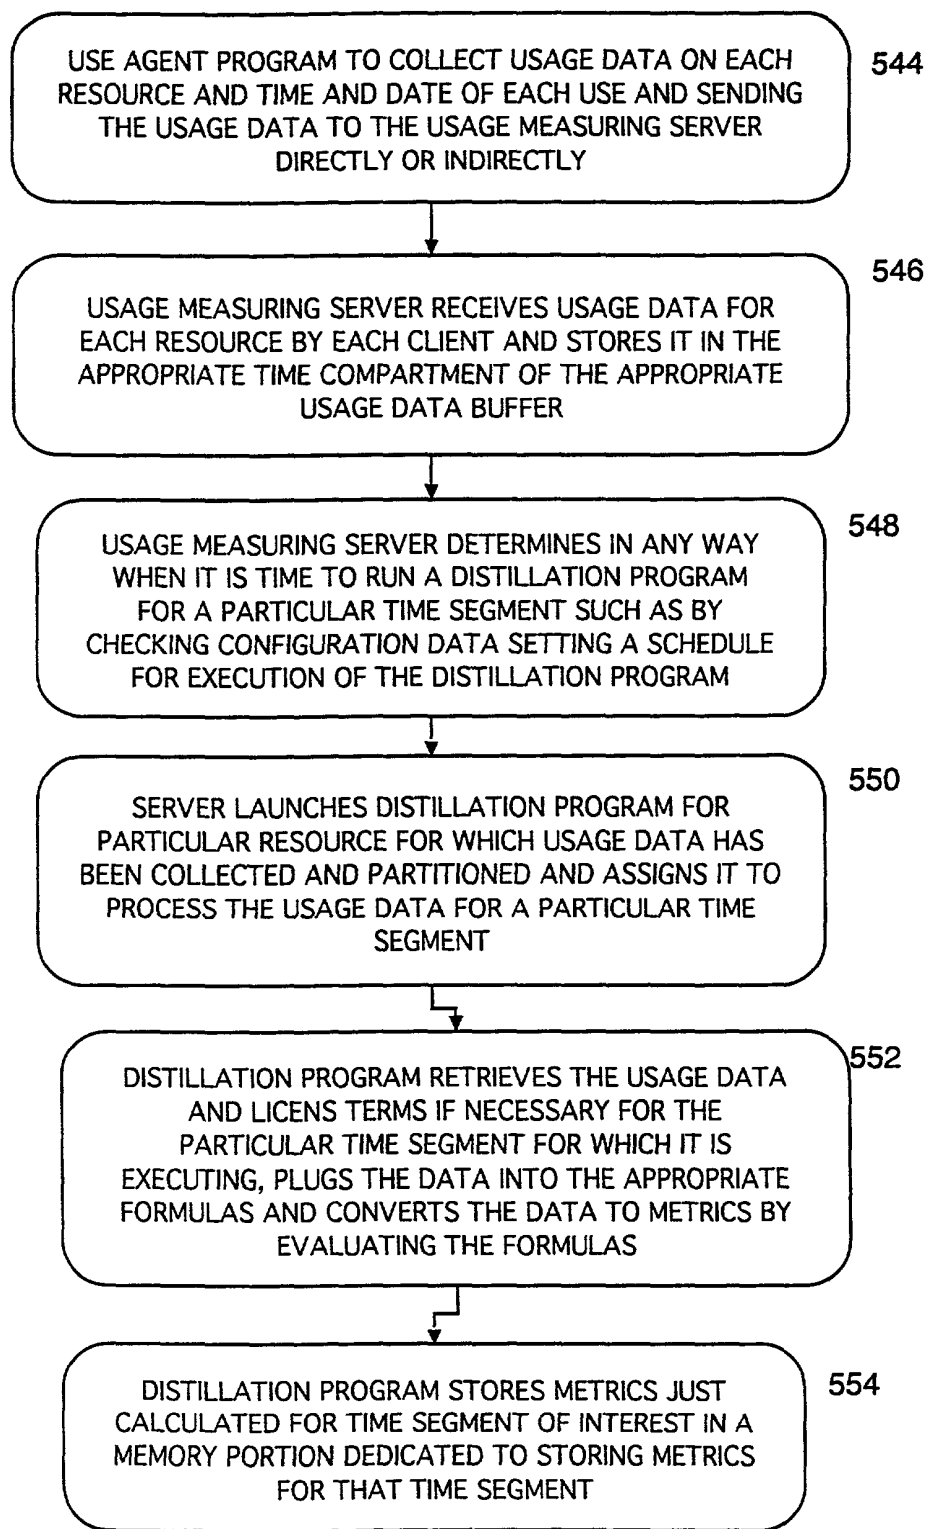 USE AGENT PROGRAM TO COLLECT USAGE DATA ON EACH
RESOURCE AND TIME AND DATE OF EACH USE AND SENDING
THE USAGE DATA TO THE USAGE MEASURING SERVER
DIRECTLY OR INDIRECTLY
544
USAGE MEASURING SERVER RECEIVES USAGE DATA FOR
EACH RESOURCE BY EACH CLIENT AND STORES IT IN THE
APPROPRIATE TIME COMPARTMENT OF THE APPROPRIATE
USAGE DATA BUFFER
546
USAGE MEASURING SERVER DETERMINES IN ANY WAY
WHEN IT IS TIME TO RUN A DISTILLATION PROGRAM
FOR A PARTICULAR TIME SEGMENT SUCH AS BY
CHECKING CONFIGURATION DATA SETTING A SCHEDULE
FOR EXECUTION OF THE DISTILLATION PROGRAM
548
SERVER LAUNCHES DISTILLATION PROGRAM FOR
PARTICULAR RESOURCE FOR WHICH USAGE DATA HAS
BEEN COLLECTED AND PARTITIONED AND ASSIGNS IT TO
PROCESS THE USAGE DATA FOR A PARTICULAR TIME
SEGMENT
550
DISTILLATION PROGRAM RETRIEVES THE USAGE DATA
AND LICENS TERMS IF NECESSARY FOR THE
PARTICULAR TIME SEGMENT FOR WHICH IT IS
EXECUTING, PLUGS THE DATA INTO THE APPROPRIATE
FORMULAS AND CONVERTS THE DATA TO METRICS BY
EVALUATING THE FORMULAS
552
DISTILLATION PROGRAM STORES METRICS JUST
CALCULATED FOR TIME SEGMENT OF INTEREST IN A
MEMORY PORTION DEDICATED TO STORING METRICS
FOR THAT TIME SEGMENT
554